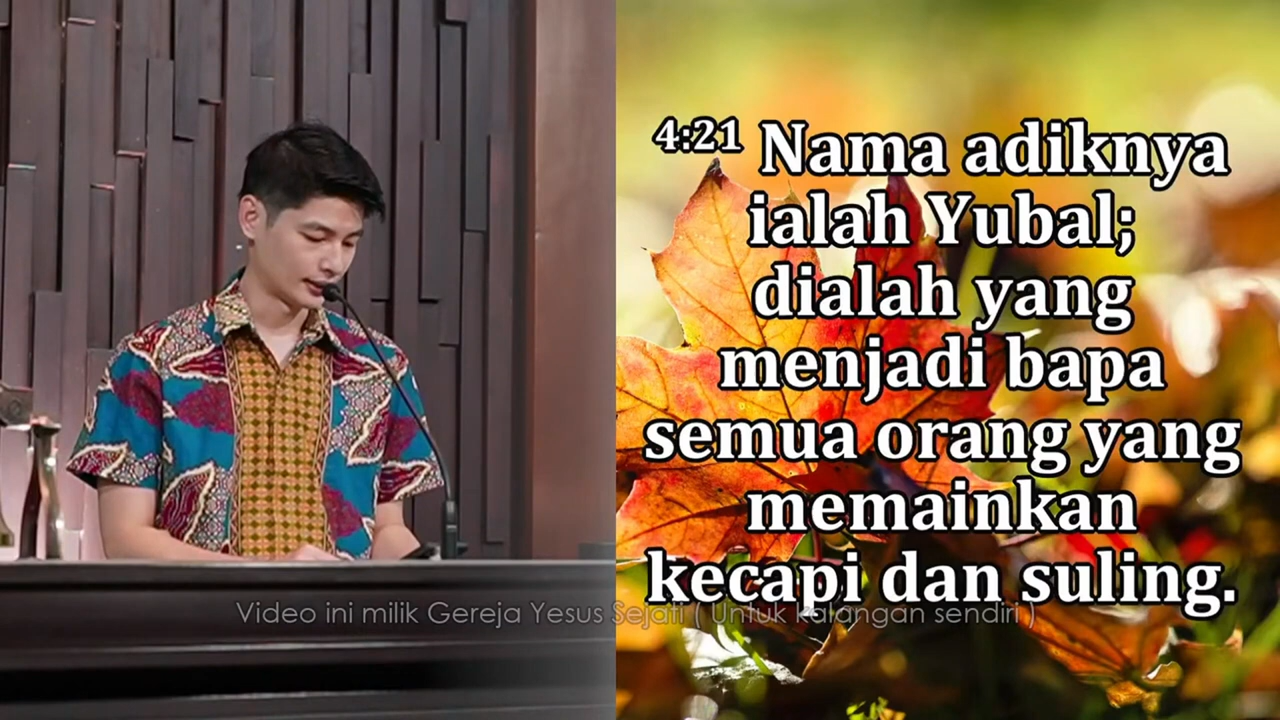 4:21 Nama adiknya
ialah Yubal;
dialah yang
menjadi bapa
semua orang yang
memainkan
kecapi dan suling.
Video ini milik Gereja Yesus Sejati ( Untuk kalangan sendiri )